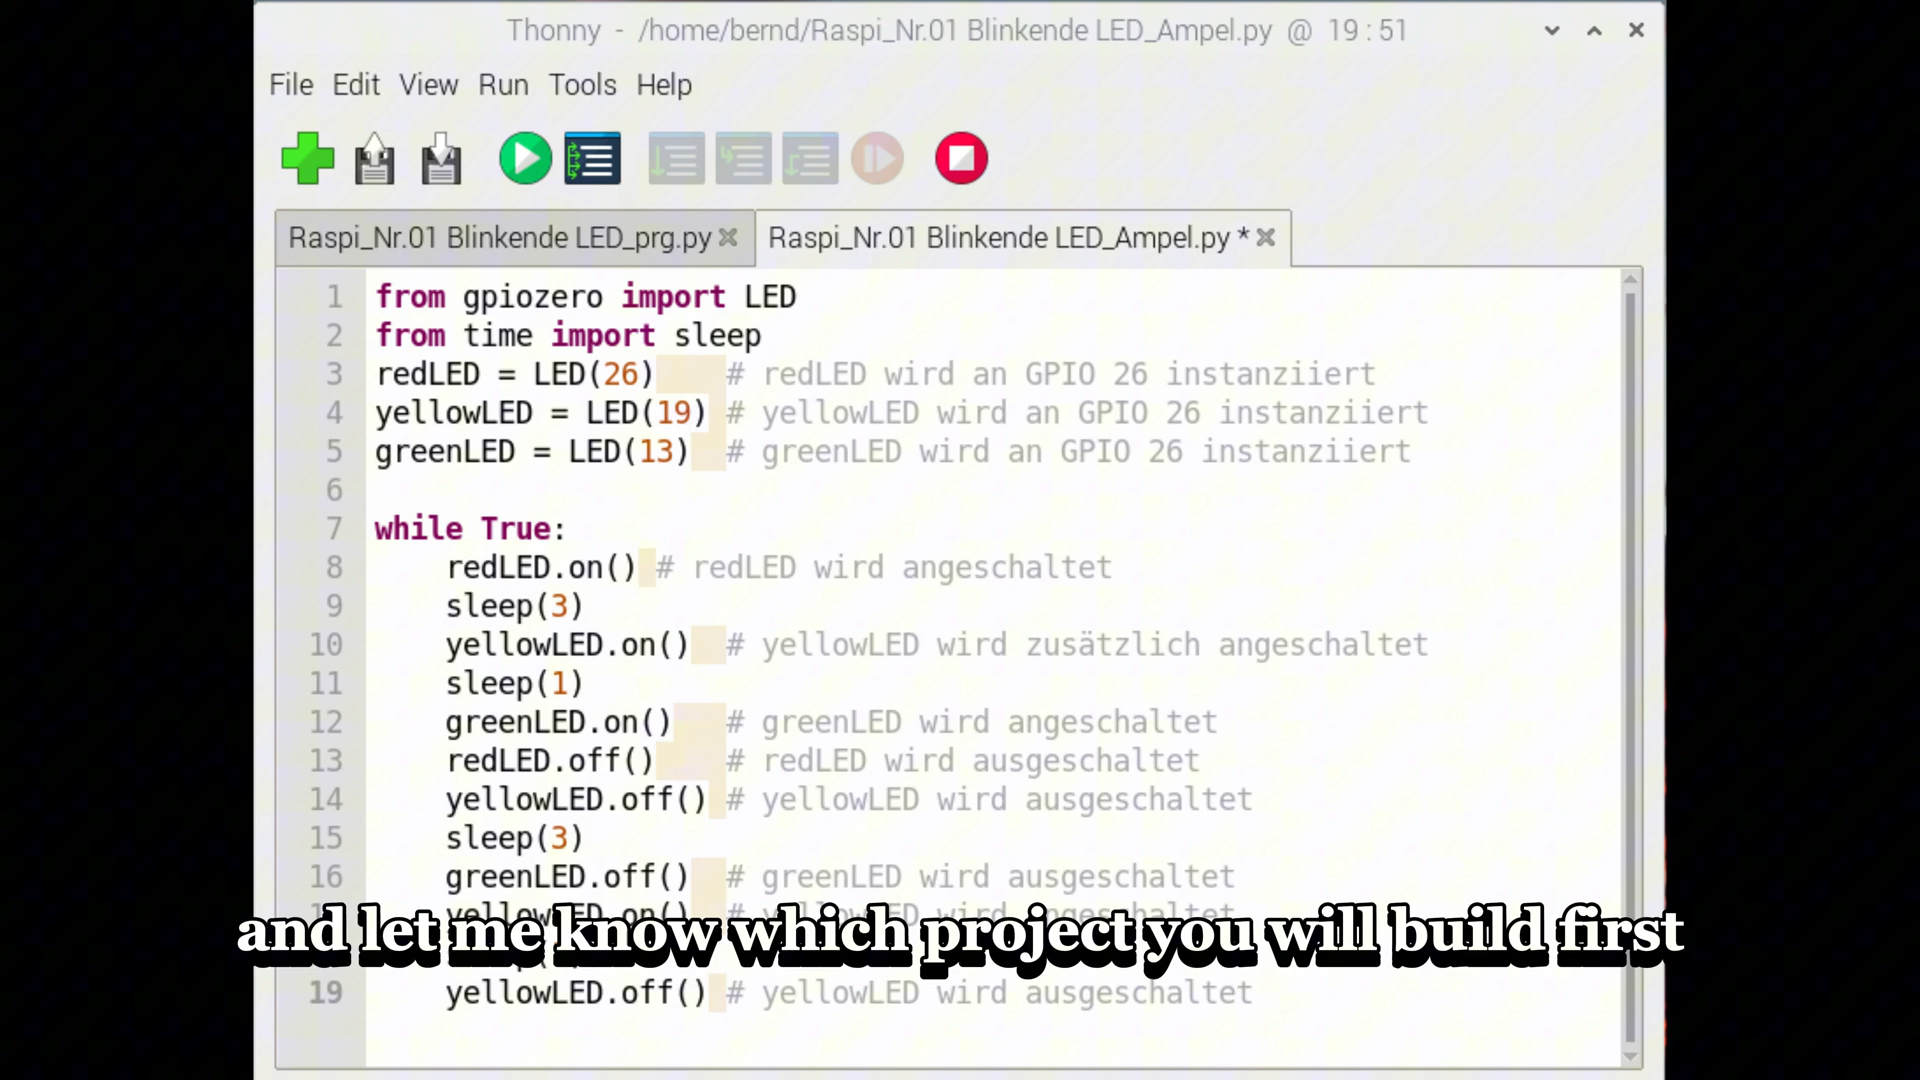 Thonny - /home/bernd/Raspi_Nr.01 Blinkende LED_Ampel.py @ 19 : 51
File Edit View Run Tools Help
Raspi_Nr.01 Blinkende LED_prg.py
Raspi_Nr.01 Blinkende LED_Ampel.py *
1 from gpiozero import LED
2 from time import sleep
3 redLED = LED(26) # redLED wird an GPIO 26 instanziiert
4 yellowLED = LED(19) # yellowLED wird an GPIO 26 instanziiert
5 greenLED = LED(13) # greenLED wird an GPIO 26 instanziiert
6
7 while True:
8 redLED.on() # redLED wird angeschaltet
9 sleep(3)
10 yellowLED.on() # yellowLED wird zusätzlich angeschaltet
11 sleep(1)
12 greenLED.on() # greenLED wird angeschaltet
13 redLED.off() # redLED wird ausgeschaltet
14 yellowLED.off() # yellowLED wird ausgeschaltet
15 sleep(3)
16 greenLED.off() # greenLED wird ausgeschaltet
and let me know which project you will build first
19 yellowLED.off() # yellowLED wird ausgeschaltet